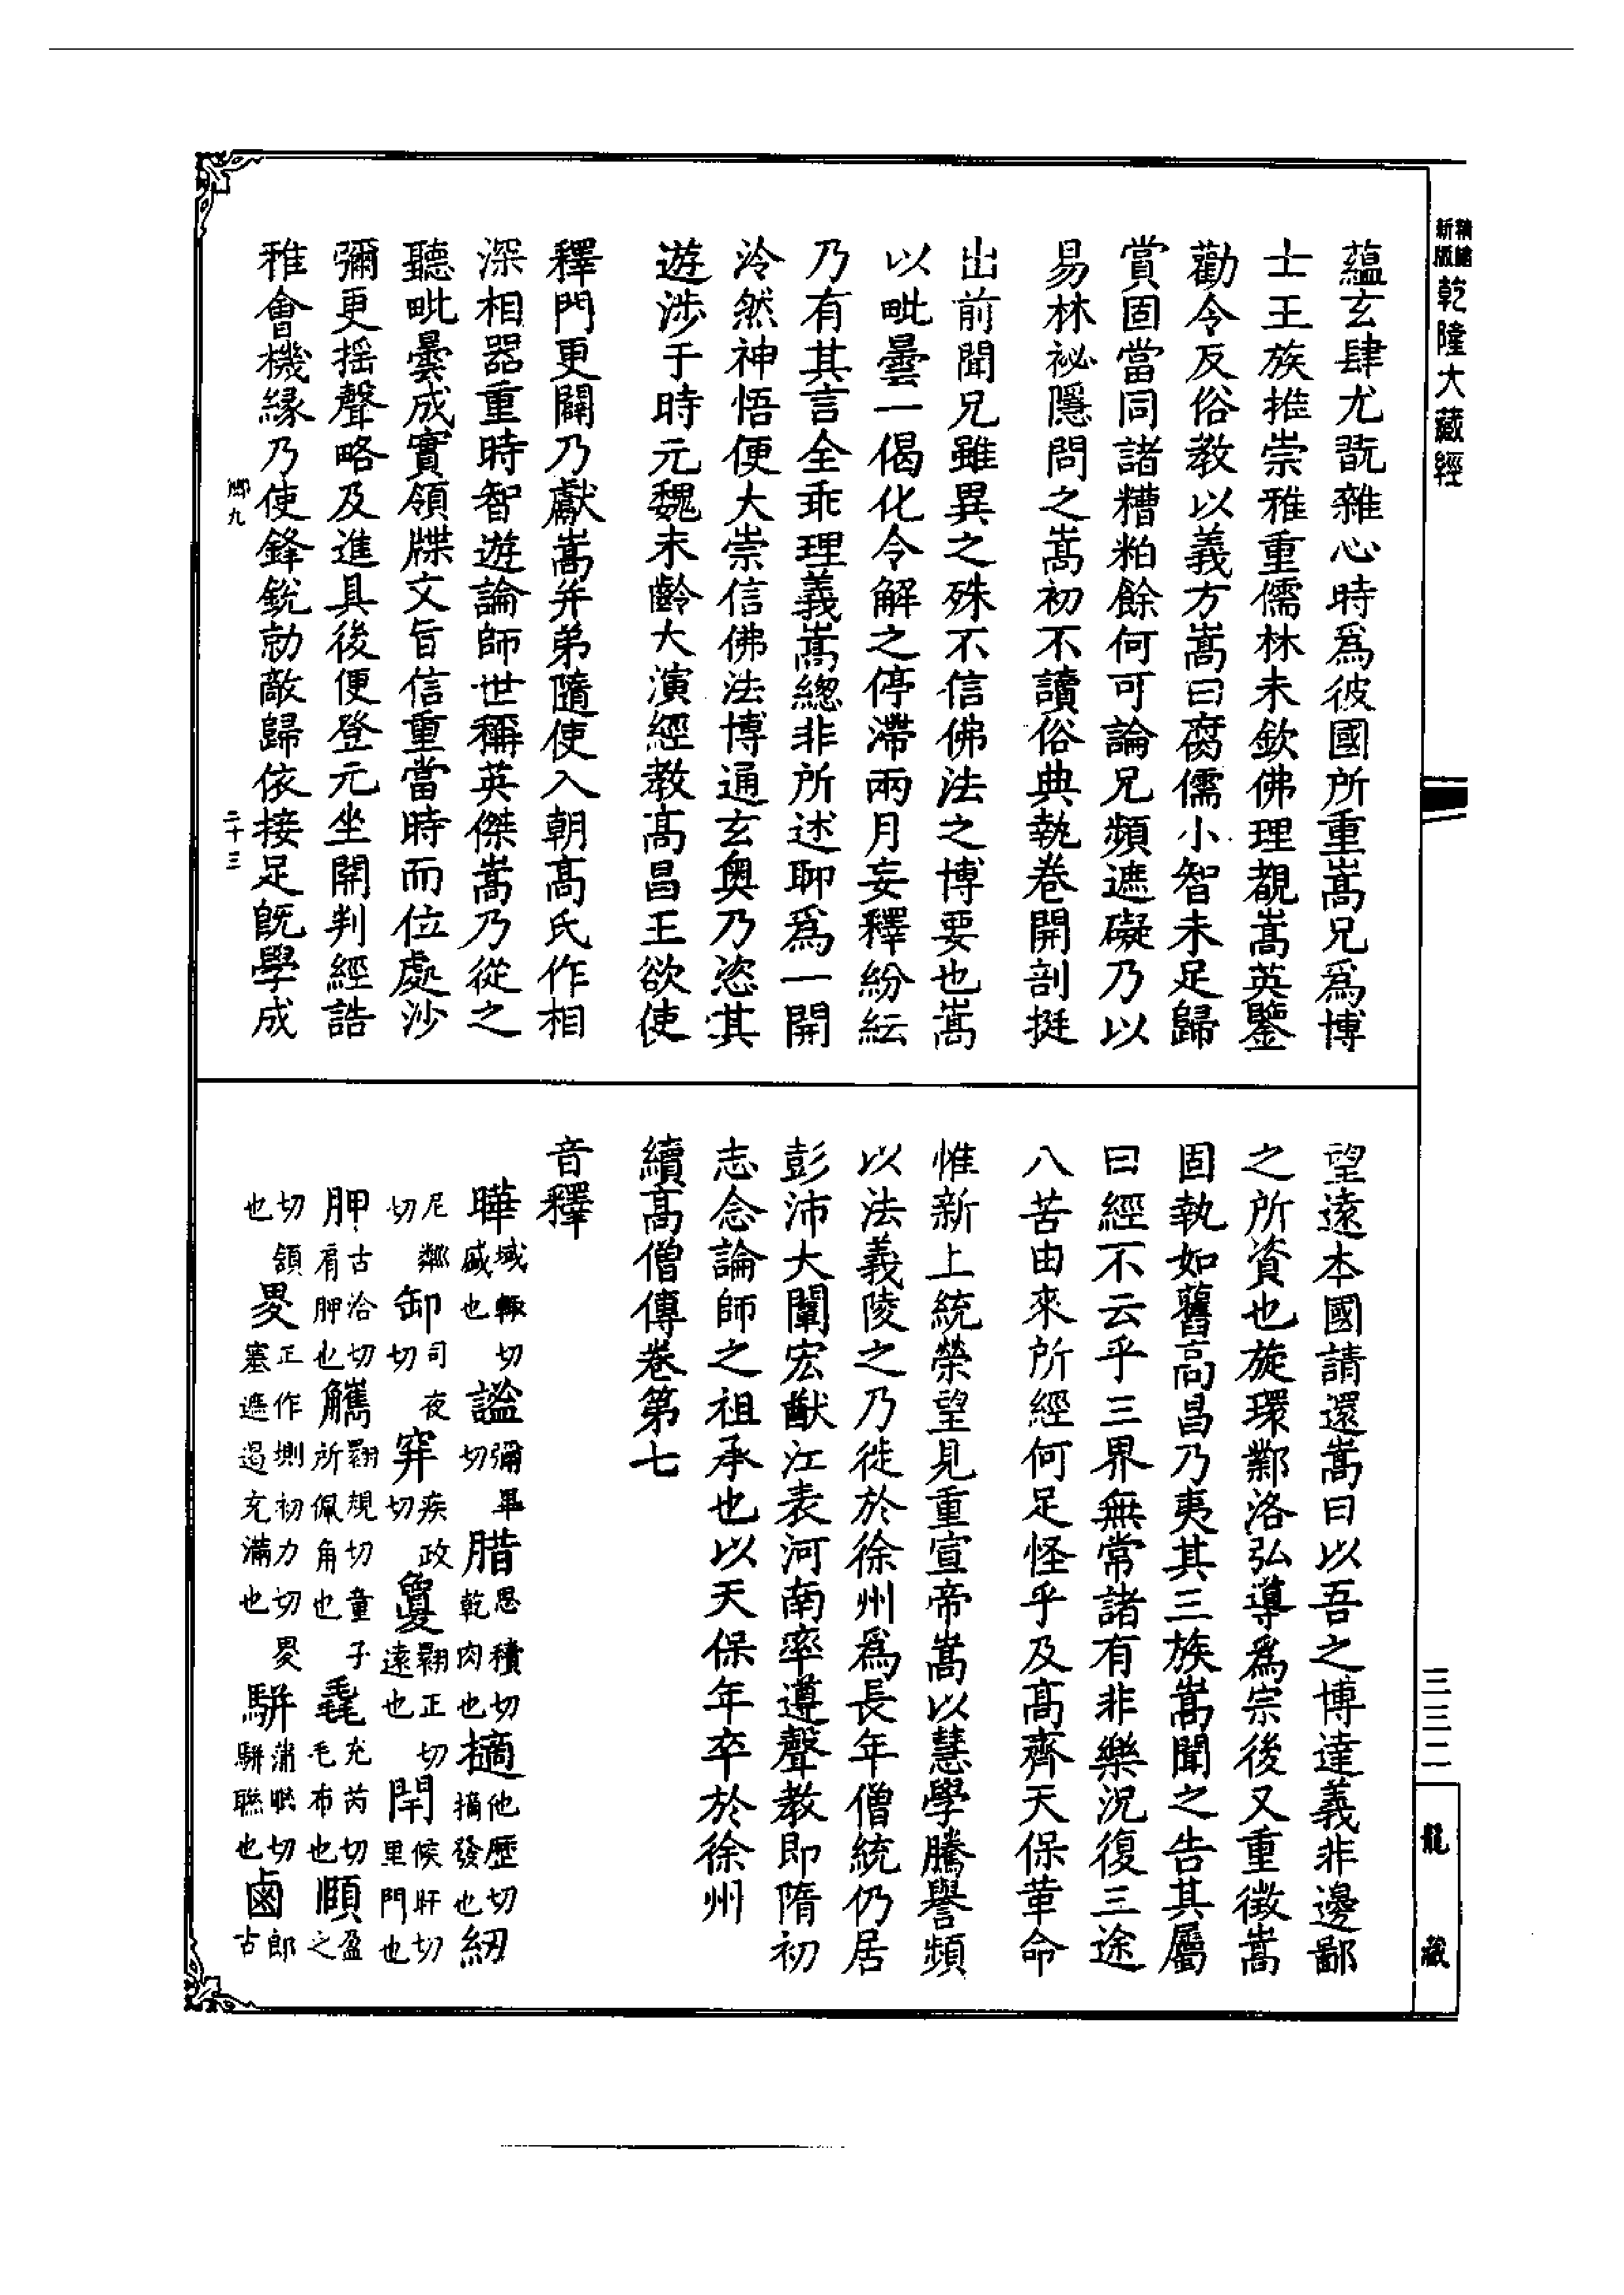 精繕新版 乾隆大藏經
蘊玄肆尤翫雜心時爲彼國所重嵩兄爲博
士王族推崇雅重儒林未欽佛理覩嵩英鑒
勸令反俗教以義方嵩曰腐儒小智未足歸
賞固當同諸糟粕餘何可論兄頻遮礙乃以
易林祕隱問之嵩初不讀俗典執卷開剖挺
出前聞兄雖異之殊不信佛法之博要也嵩
以毗曇一偈化令解之停滯兩月妄釋紛紜
乃有其言全乖理義嵩總非所述聊爲一開
泠然神悟便大崇信佛法博通玄奧乃恣其
遊涉于時元魏末齡大演經教高昌王欲使
釋門更闢乃獻嵩并弟隨使入朝高氏作相
深相器重時智遊論師世稱英傑嵩乃從之
聽毗曇成實領牒文旨信重當時而位處沙
彌更搖聲略及進具後便登元坐開判經誥
雅會機緣乃使鋒銳勍敵歸依接足旣學成
卿九 二十三
望遠本國請還嵩曰以吾之博達義非邊鄙
之所資也旋環鄴洛弘導爲宗後又重徵嵩
固執如舊高昌乃夷其三族嵩聞之告其屬
曰經不云乎三界無常諸有非樂況復三途
八苦由來所經何足怪乎及高齊天保革命
惟新上統榮望見重宣帝嵩以慧學騰譽頻
以法義陵之乃徙於徐州爲長年僧統仍居
彭沛大闡宏猷江表河南率遵聲教即隋初
志念論師之祖承也以天保年卒於徐州
續高僧傳卷第七
音釋
曄域輒切盛也 謐彌畢切 腊思積切乾肉也 擿他歷切摘發也 紉
尼鄰切 卸司夜切 穽疾政切 敻翾正切遠也 閈候肝切里門也
胛古洽切肩胛也 觿翾規切童子所佩角也 毳充芮切毛布也 頤盈之
切頷也 畟正作㥽初力切畟塞遮遏充滿也 駢蒲眠切駢聯也 鹵郎古
三三二
龍藏